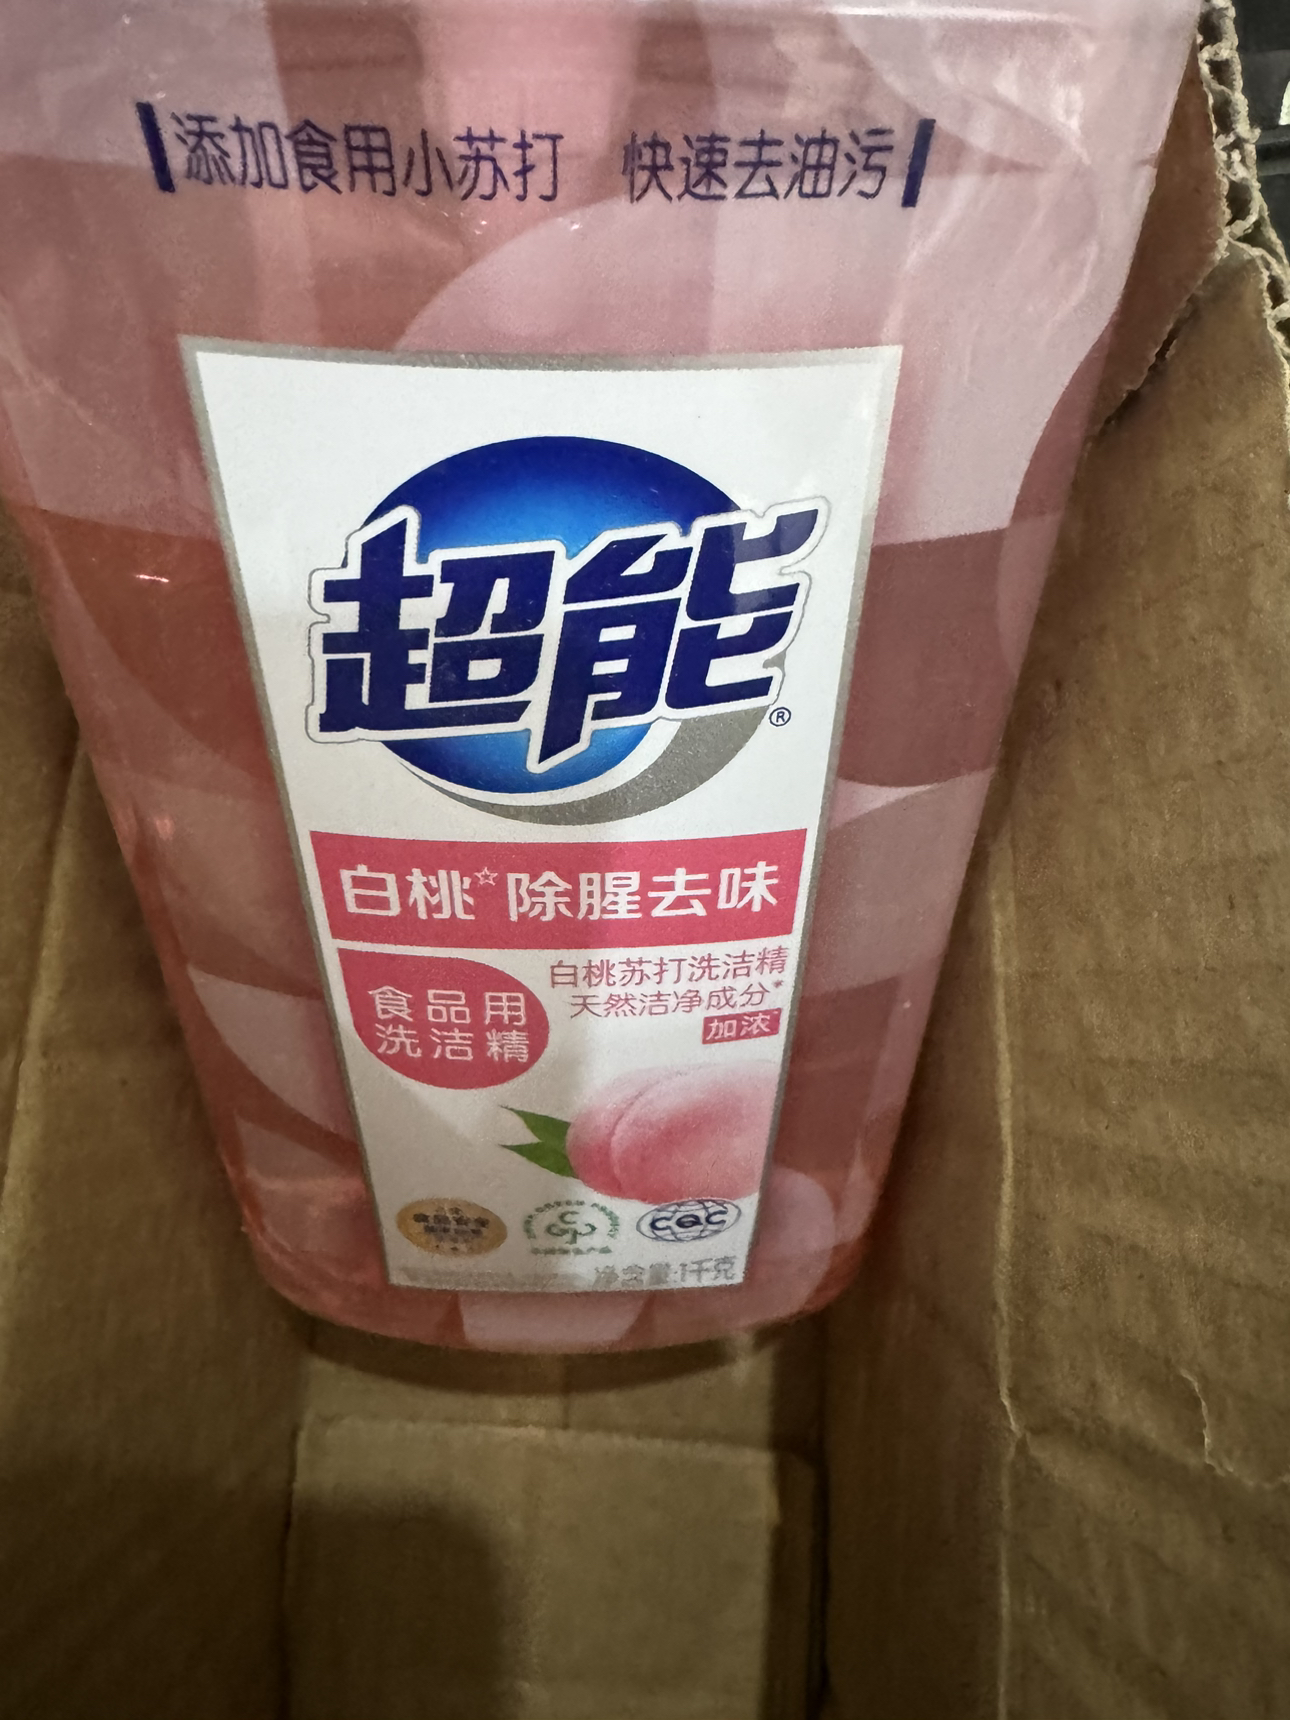 添加食用小苏打 快速去油污
超能®
白桃☆除腥去味
白桃苏打洗洁精
天然洁净成分*
加浓
食品用
洗洁精
CQC
净含量:1千克